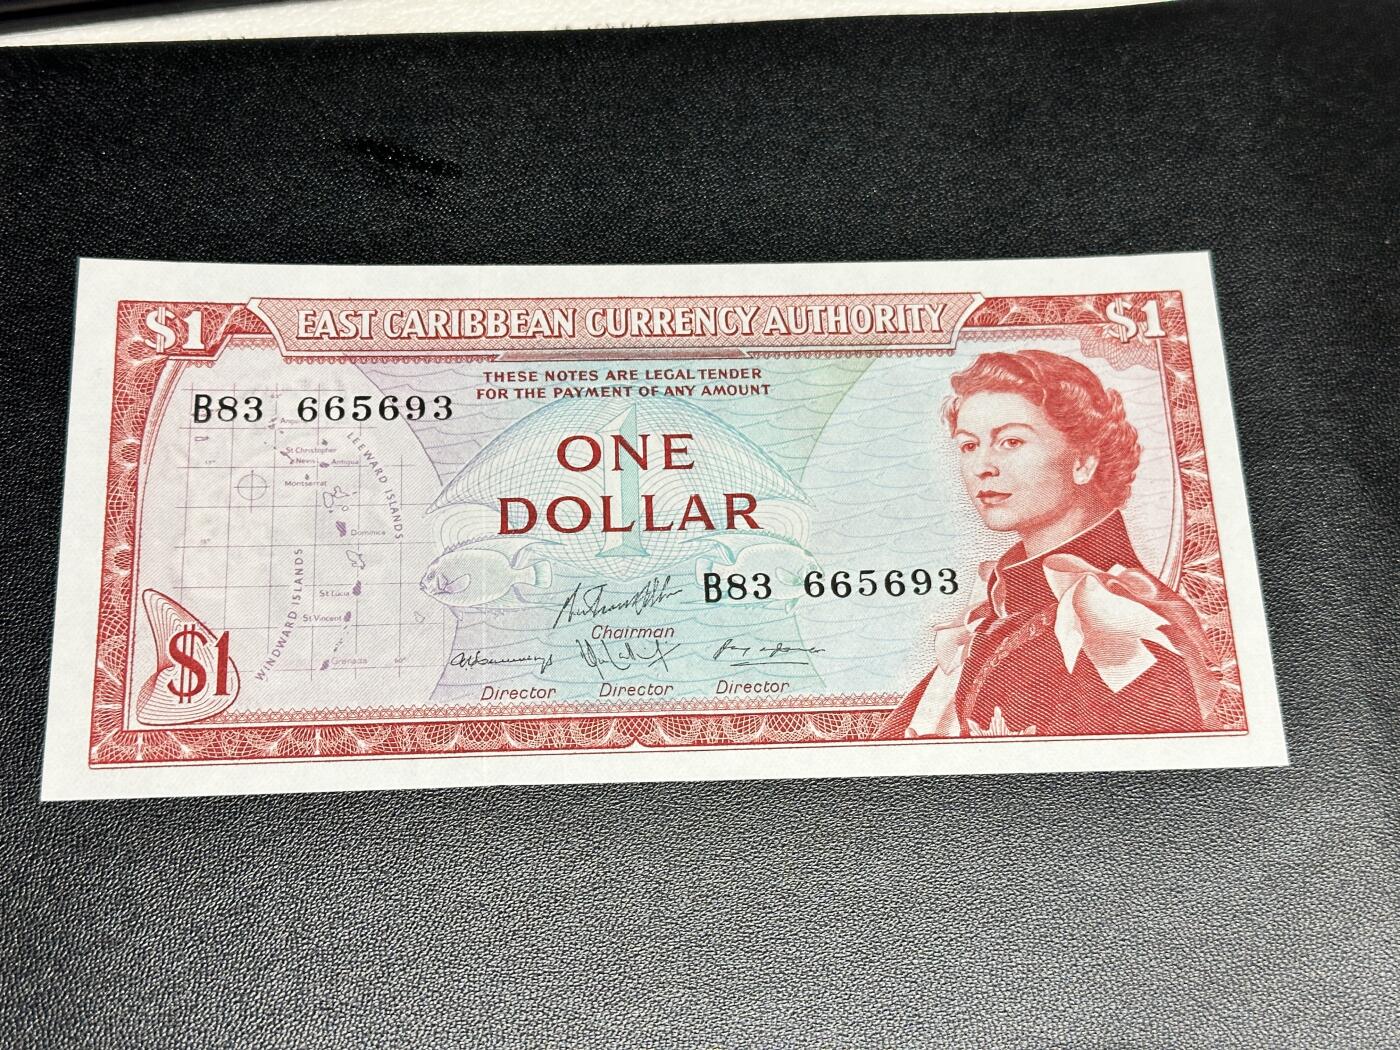 $1
EAST CARIBBEAN CURRENCY AUTHORITY
$1
THESE NOTES ARE LEGAL TENDER
FOR THE PAYMENT OF ANY AMOUNT
B83 665693
ONE
DOLLAR
1
St Christopher
Nevis
Antigua
Montserrat
LEEWARD ISLANDS
Dominica
St Lucia
St Vincent
Grenada
WINDWARD ISLANDS
B83 665693
Chairman
Director
Director
Director
$1